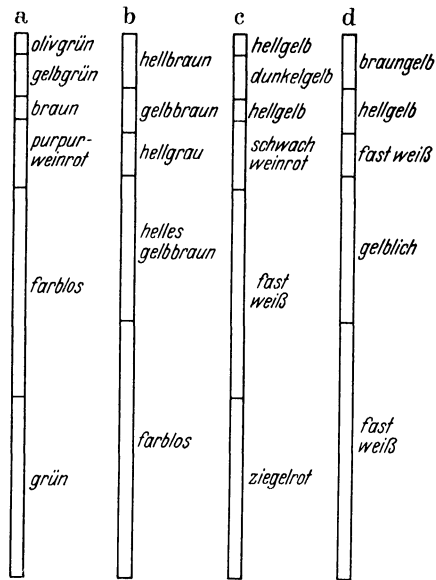 a
olivgrün
gelbgrün
braun
purpur-
weinrot
farblos
grün
b
hellbraun
gelbbraun
hellgrau
helles
gelbbraun
farblos
c
hellgelb
dunkelgelb
hellgelb
schwach
weinrot
fast
weiß
ziegelrot
d
braungelb
hellgelb
fast weiß
gelblich
fast
weiß